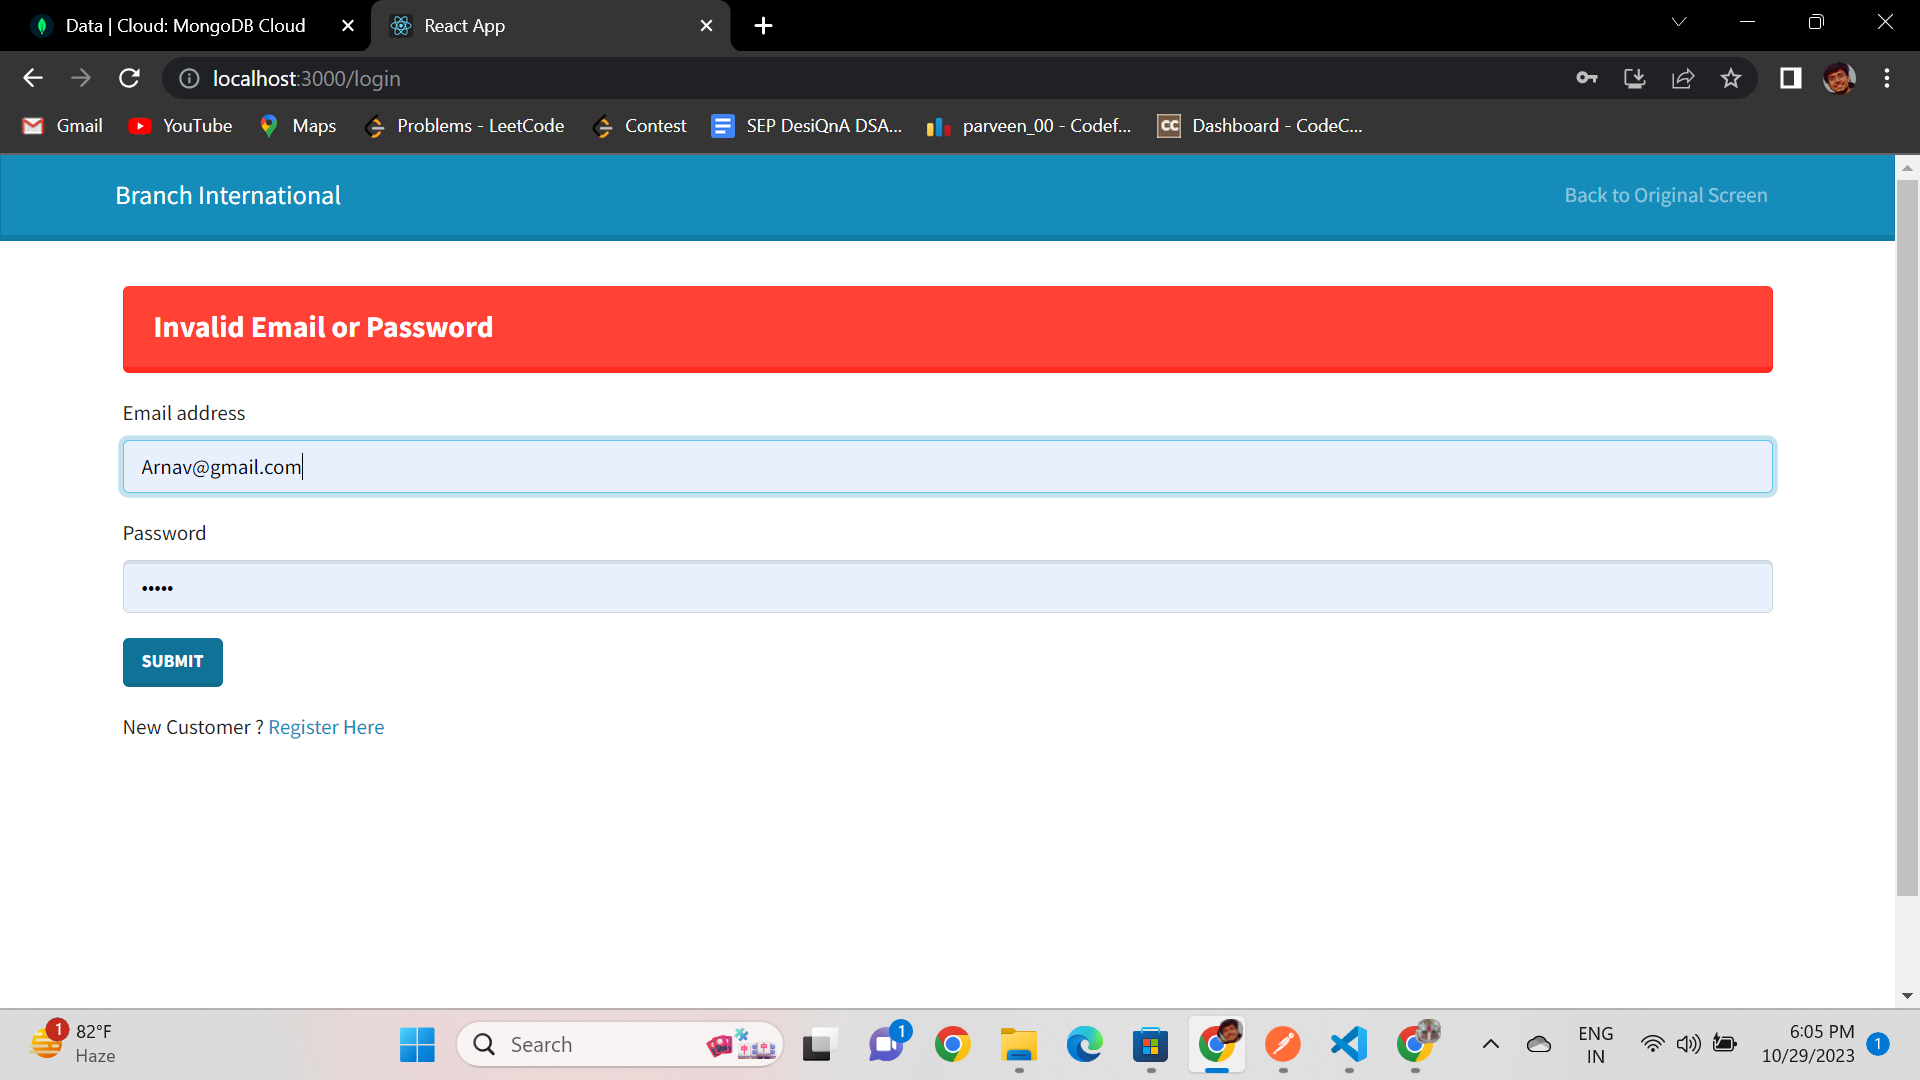 Data | Cloud: MongoDB Cloud
React App
localhost:3000/login
Gmail
YouTube
Maps
Problems - LeetCode
Contest
SEP DesiQnA DSA...
parveen_00 - Codef...
CC
Dashboard - CodeC...
Branch International
Back to Original Screen
Invalid Email or Password
Email address
Arnav@gmail.com
Password
•••••
SUBMIT
New Customer ? Register Here
1
82°F
Haze
Search
1
ENG
IN
6:05 PM
10/29/2023
1